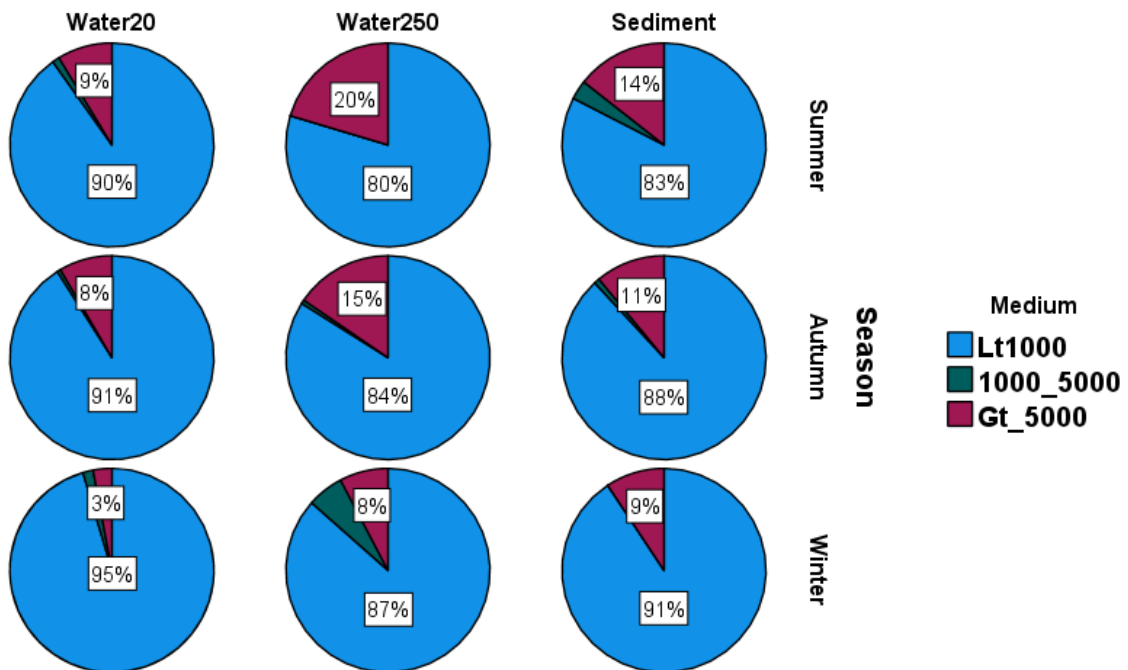 Water20
Water250
Sediment
9%
90%
20%
80%
14%
83%
Summer
8%
91%
15%
84%
11%
88%
Autumn
3%
95%
8%
87%
9%
91%
Winter
Season
Medium
Lt1000
1000_5000
Gt_5000